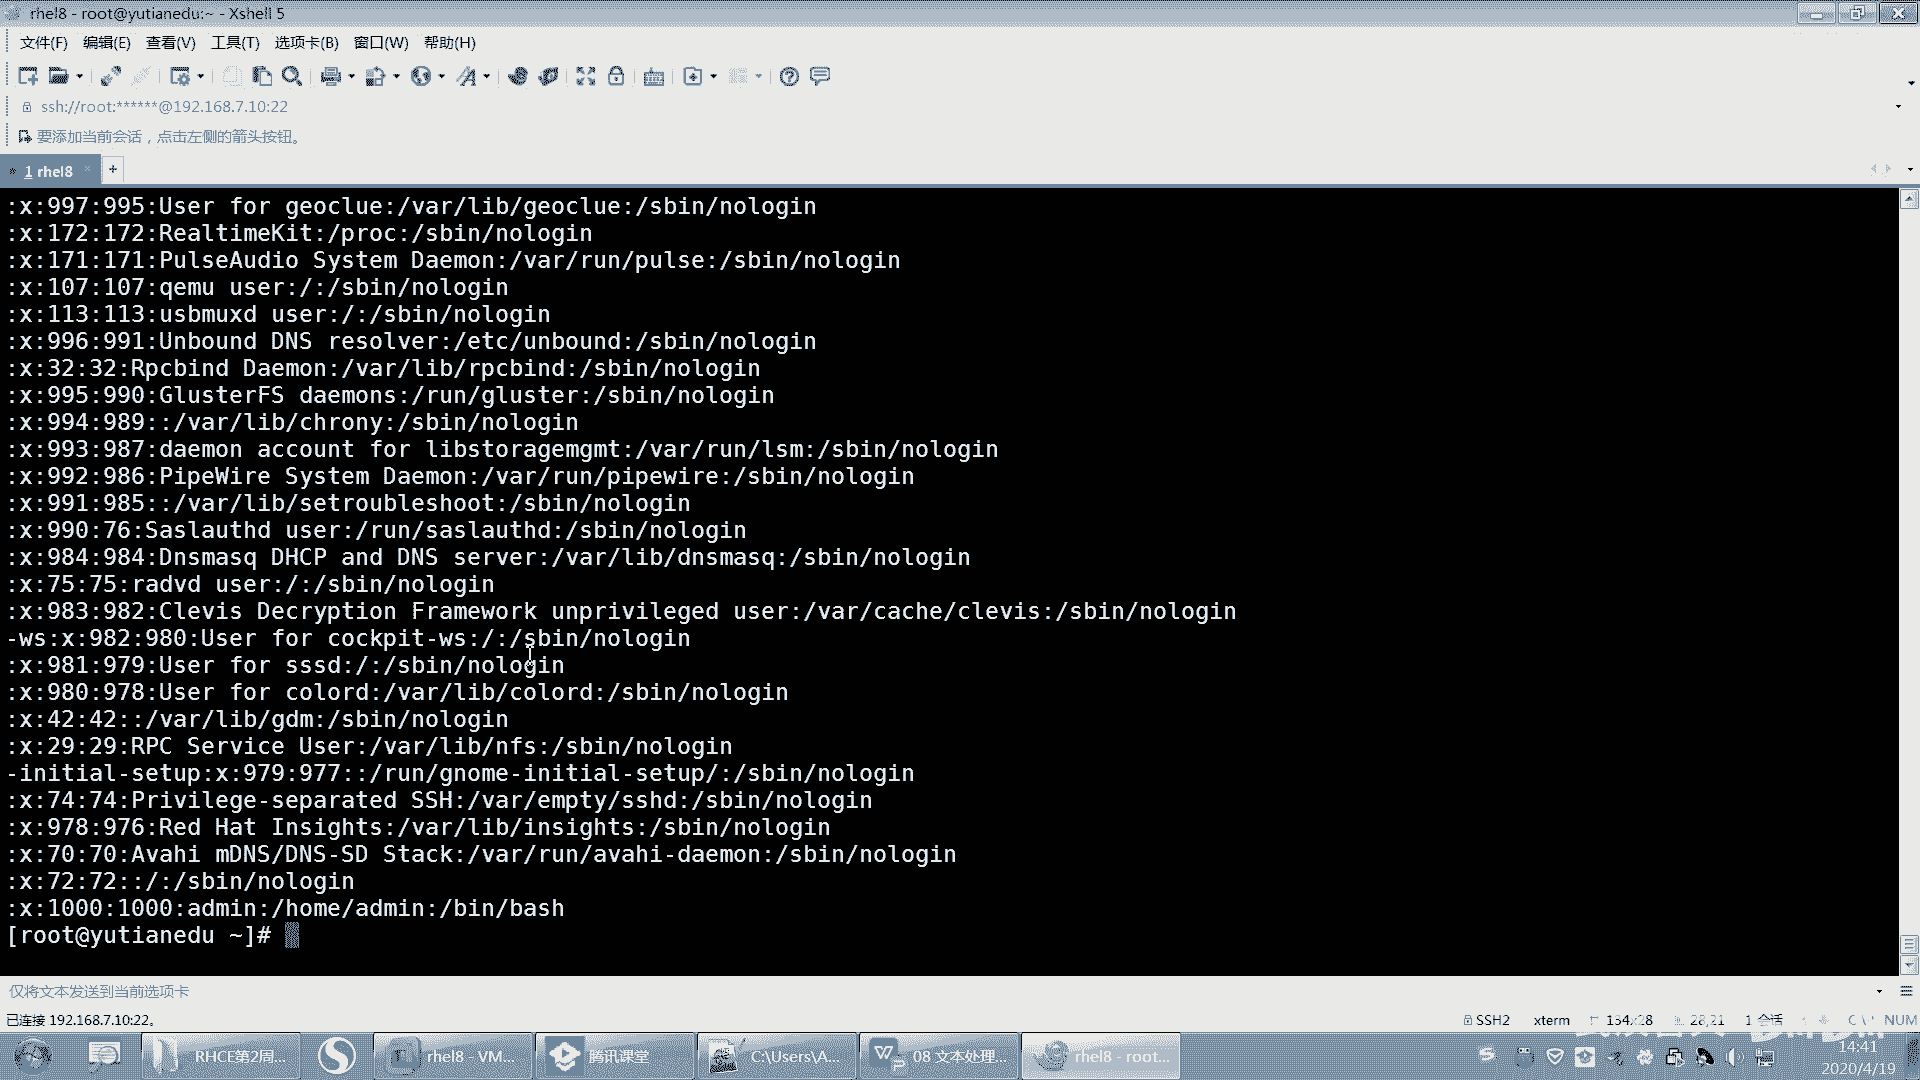 rhel8 - root@yutianedu:~ - Xshell 5
文件(F) 编辑(E) 查看(V) 工具(T) 选项卡(B) 窗口(W) 帮助(H)
ssh://root:******@192.168.7.10:22
要添加当前会话，点击左侧的箭头按钮。
1 rhel8
:x:997:995:User for geoclue:/var/lib/geoclue:/sbin/nologin
:x:172:172:RealtimeKit:/proc:/sbin/nologin
:x:171:171:PulseAudio System Daemon:/var/run/pulse:/sbin/nologin
:x:107:107:qemu user:/:/sbin/nologin
:x:113:113:usbmuxd user:/:/sbin/nologin
:x:996:991:Unbound DNS resolver:/etc/unbound:/sbin/nologin
:x:32:32:Rpcbind Daemon:/var/lib/rpcbind:/sbin/nologin
:x:995:990:GlusterFS daemons:/run/gluster:/sbin/nologin
:x:994:989::/var/lib/chrony:/sbin/nologin
:x:993:987:daemon account for libstoragemgmt:/var/run/lsm:/sbin/nologin
:x:992:986:PipeWire System Daemon:/var/run/pipewire:/sbin/nologin
:x:991:985::/var/lib/setroubleshoot:/sbin/nologin
:x:990:76:Saslauthd user:/run/saslauthd:/sbin/nologin
:x:984:984:Dnsmasq DHCP and DNS server:/var/lib/dnsmasq:/sbin/nologin
:x:75:75:radvd user:/:/sbin/nologin
:x:983:982:Clevis Decryption Framework unprivileged user:/var/cache/clevis:/sbin/nologin
-ws:x:982:980:User for cockpit-ws:/:/sbin/nologin
:x:981:979:User for sssd:/:/sbin/nologin
:x:980:978:User for colord:/var/lib/colord:/sbin/nologin
:x:42:42::/var/lib/gdm:/sbin/nologin
:x:29:29:RPC Service User:/var/lib/nfs:/sbin/nologin
-initial-setup:x:979:977::/run/gnome-initial-setup/:/sbin/nologin
:x:74:74:Privilege-separated SSH:/var/empty/sshd:/sbin/nologin
:x:978:976:Red Hat Insights:/var/lib/insights:/sbin/nologin
:x:70:70:Avahi mDNS/DNS-SD Stack:/var/run/avahi-daemon:/sbin/nologin
:x:72:72::/:/sbin/nologin
:x:1000:1000:admin:/home/admin:/bin/bash
[root@yutianedu ~]#
仅将文本发送到当前选项卡
已连接 192.168.7.10:22。 SSH2 xterm 134x28 28,21 1 会话 NUM
RHCE第2周... rhel8 - VM... 腾讯课堂 C:\Users\A... 08 文本处理... rhel8 - root...
14:41
2020/4/19